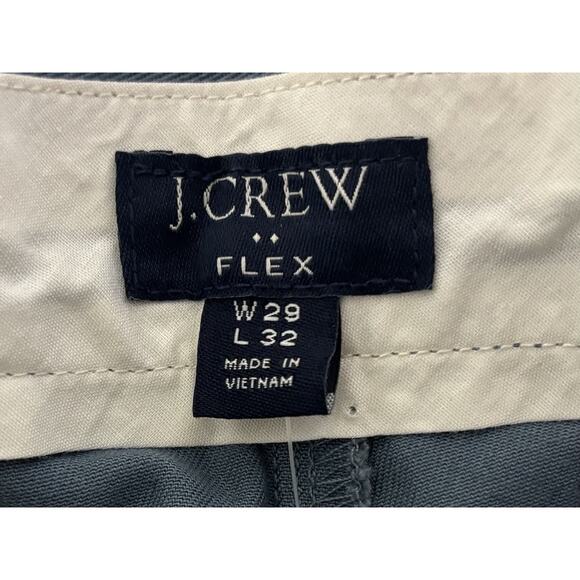 J.CREW
FLEX
W 29
L 32
MADE IN
VIETNAM